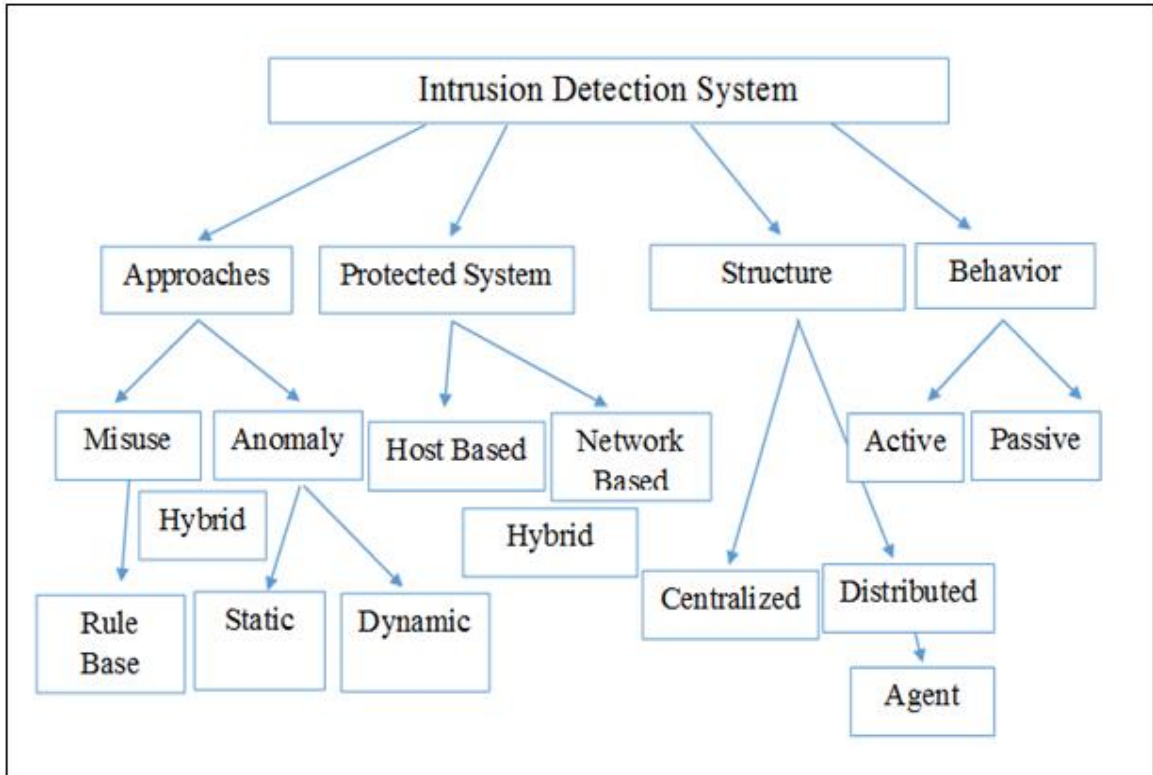 Intrusion Detection System
Approaches
Protected System
Structure
Behavior
Misuse
Anomaly
Host Based
Network
Based
Active
Passive
Hybrid
Hybrid
Rule
Base
Static
Dynamic
Centralized
Distributed
Agent